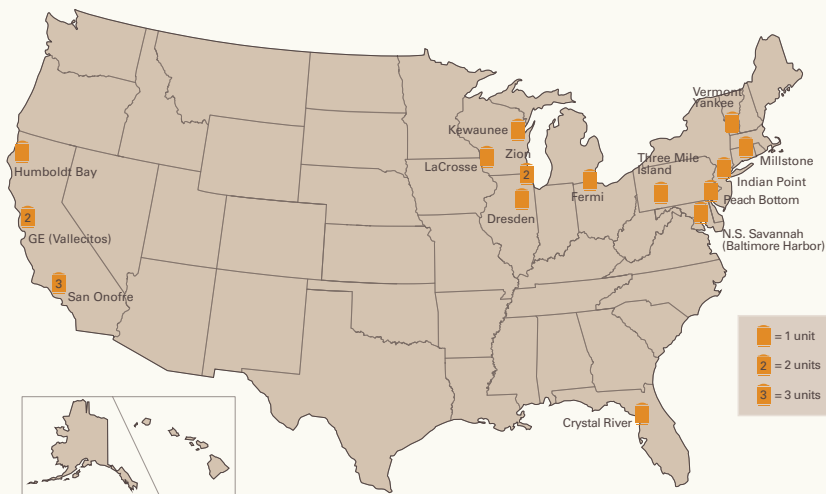 Vermont
Yankee
Kewaunee
Zion
LaCrosse
2
Three Mile
Island
Millstone
Humboldt Bay
Fermi
Indian Point
Dresden
Peach Bottom
2
GE (Vallecitos)
N.S. Savannah
(Baltimore Harbor)
3
San Onofre
= 1 unit
2 = 2 units
3 = 3 units
Crystal River